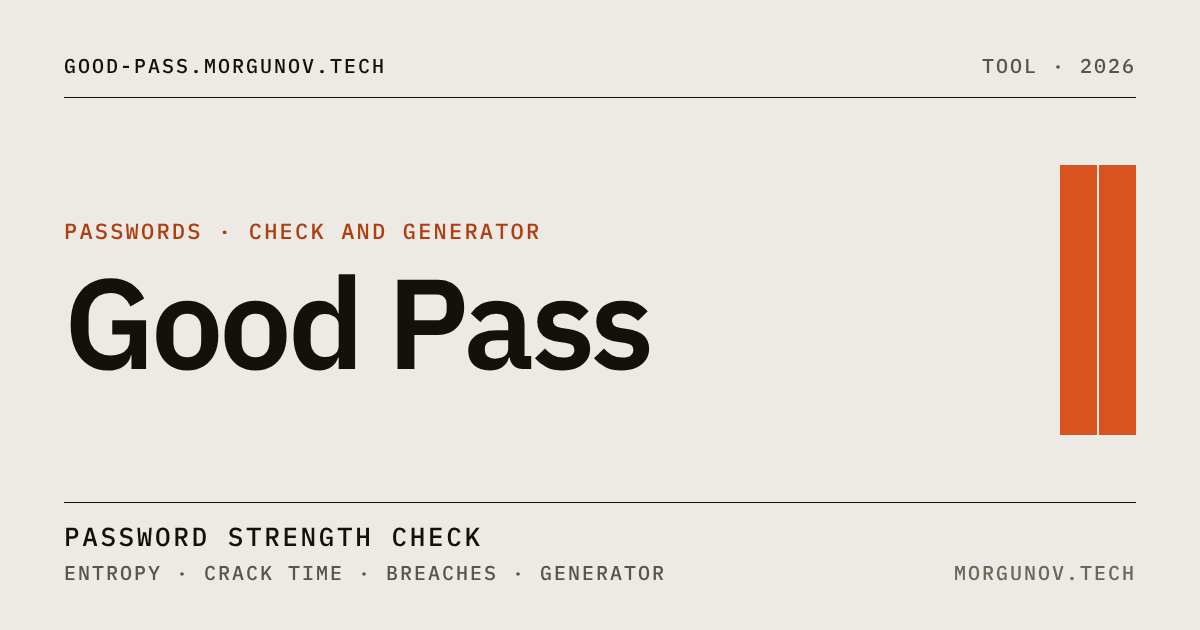 GOOD-PASS.MORGUNOV.TECH
TOOL · 2026
PASSWORDS · CHECK AND GENERATOR
Good Pass
PASSWORD STRENGTH CHECK
ENTROPY · CRACK TIME · BREACHES · GENERATOR
MORGUNOV.TECH